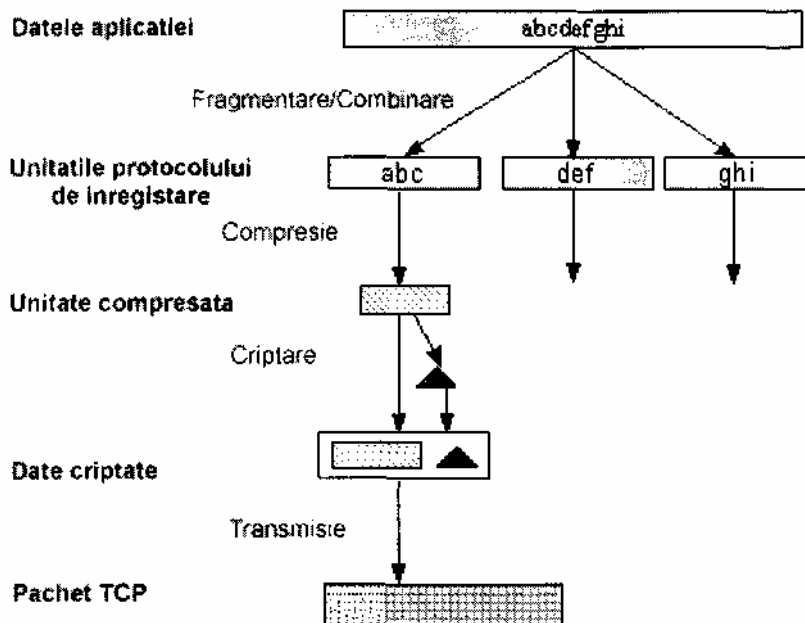 Datele aplicatiei
abcdefghi
Fragmentare/Combinare
Unitatile protocolului
de inregistare
abc
def
ghi
Compresie
Unitate compresata
Criptare
Date criptate
Transmisie
Pachet TCP